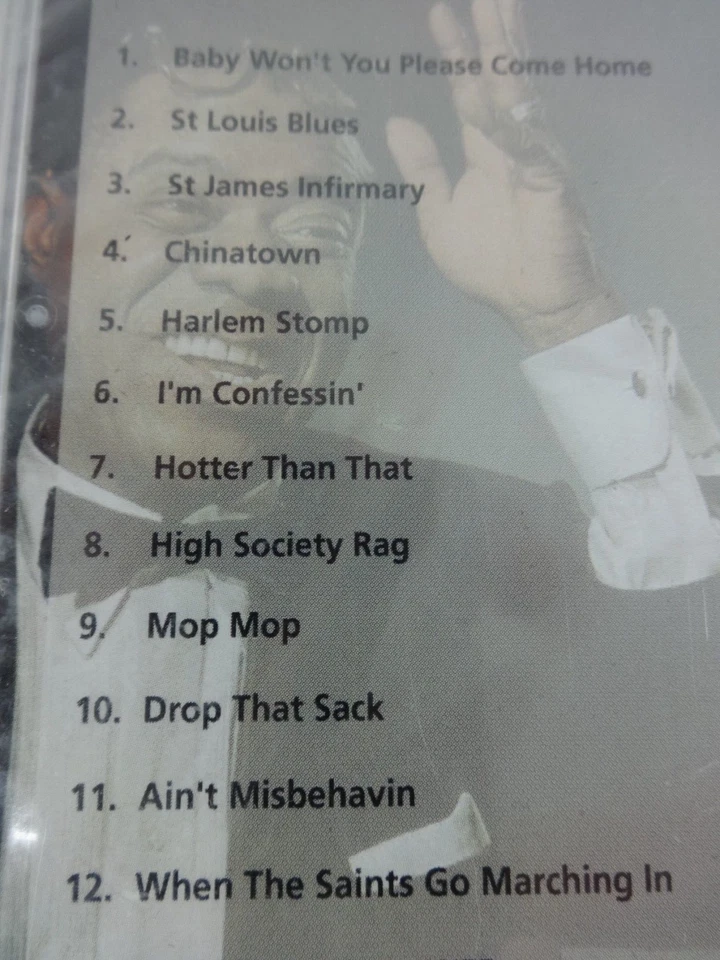 1. Baby Won't You Please Come Home
2. St Louis Blues
3. St James Infirmary
4. Chinatown
5. Harlem Stomp
6. I'm Confessin'
7. Hotter Than That
8. High Society Rag
9. Mop Mop
10. Drop That Sack
11. Ain't Misbehavin
12. When The Saints Go Marching In